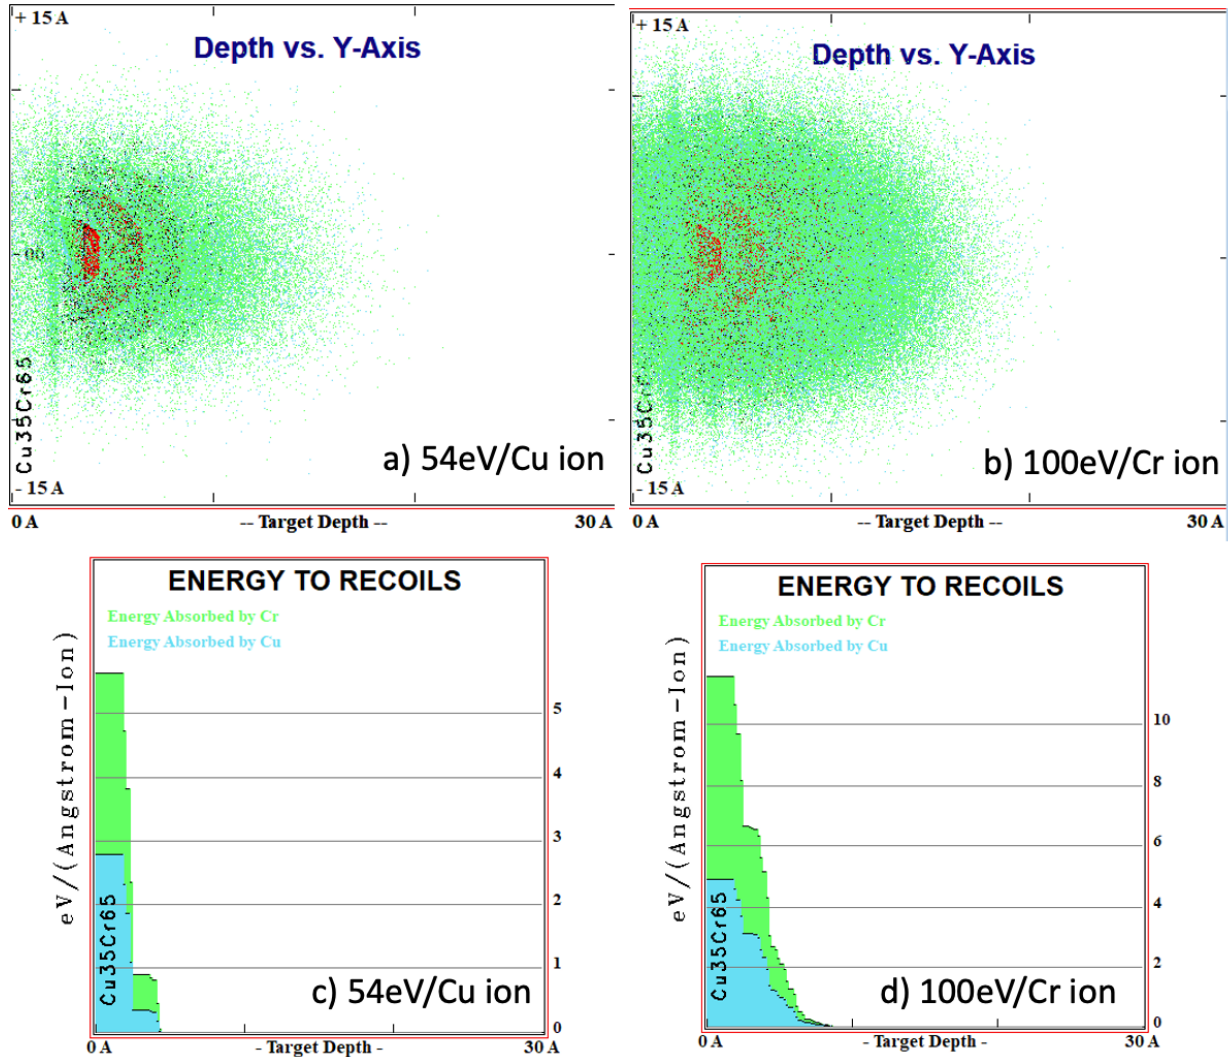 + 15 A
Depth vs. Y-Axis
- 00
Cu35Cr65
a) 54eV/Cu ion
- 15 A
0 A -- Target Depth -- 30 A
+ 15 A
Depth vs. Y-Axis
b) 100eV/Cr ion
- 15 A
0 A -- Target Depth -- 30 A
ENERGY TO RECOILS
Energy Absorbed by Cr
Energy Absorbed by Cu
eV/(Angstrom-Ion)
5
4
3
2
1
0
Cu35Cr65
c) 54eV/Cu ion
0 A - Target Depth - 30 A
ENERGY TO RECOILS
Energy Absorbed by Cr
Energy Absorbed by Cu
eV/(Angstrom-Ion)
10
8
6
4
2
0
Cu35Cr65
d) 100eV/Cr ion
0 A - Target Depth - 30 A